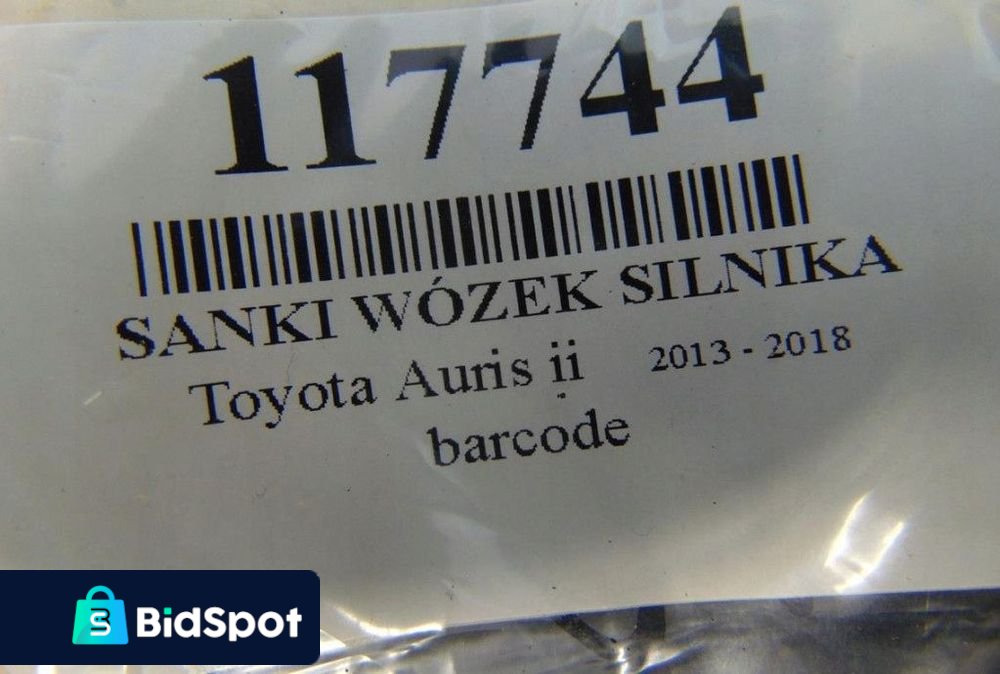 117744
SANKI WÓZEK SILNIKA
Toyota Auris ii 2013 - 2018
barcode
BidSpot